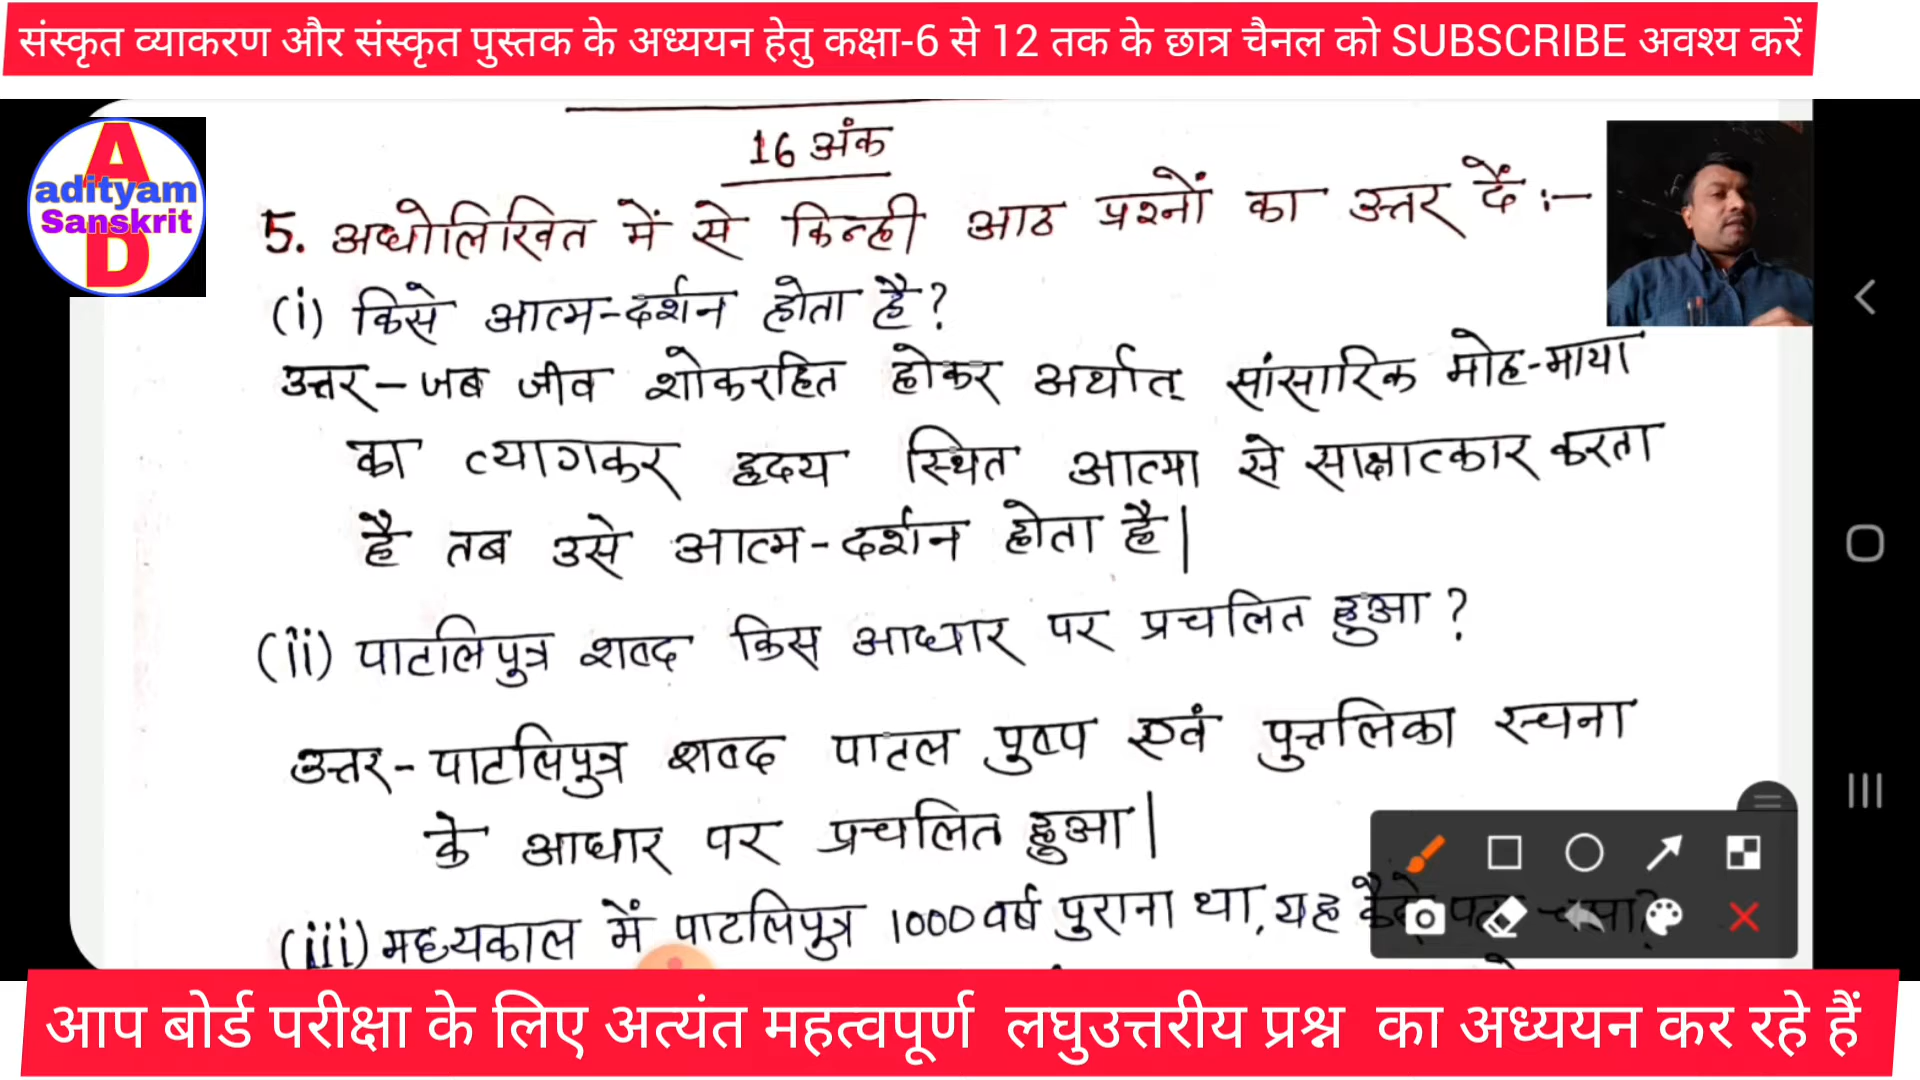 संस्कृत व्याकरण और संस्कृत पुस्तक के अध्ययन हेतु कक्षा-6 से 12 तक के छात्र चैनल को SUBSCRIBE अवश्य करें
A
adityam
Sanskrit
D
16 अंक
5. अधोलिखित में से किन्ही आठ प्रश्नों का उत्तर दें :-
(i) किसे आत्म-दर्शन होता है?
उत्तर - जब जीव शोकरहित होकर अर्थात् सांसारिक मोह-माया
का त्यागकर हृदय स्थित आत्मा से साक्षात्कार करता
है तब उसे आत्म-दर्शन होता है|
(ii) पाटलिपुत्र शब्द किस आधार पर प्रचलित हुआ ?
उत्तर - पाटलिपुत्र शब्द पाटल पुष्प एवं पुत्तलिका रचना
के आधार पर प्रचलित हुआ|
(iii) मध्यकाल में पाटलिपुत्र 1000 वर्ष पुराना था, यह
आप बोर्ड परीक्षा के लिए अत्यंत महत्वपूर्ण लघुउत्तरीय प्रश्न का अध्ययन कर रहे हैं